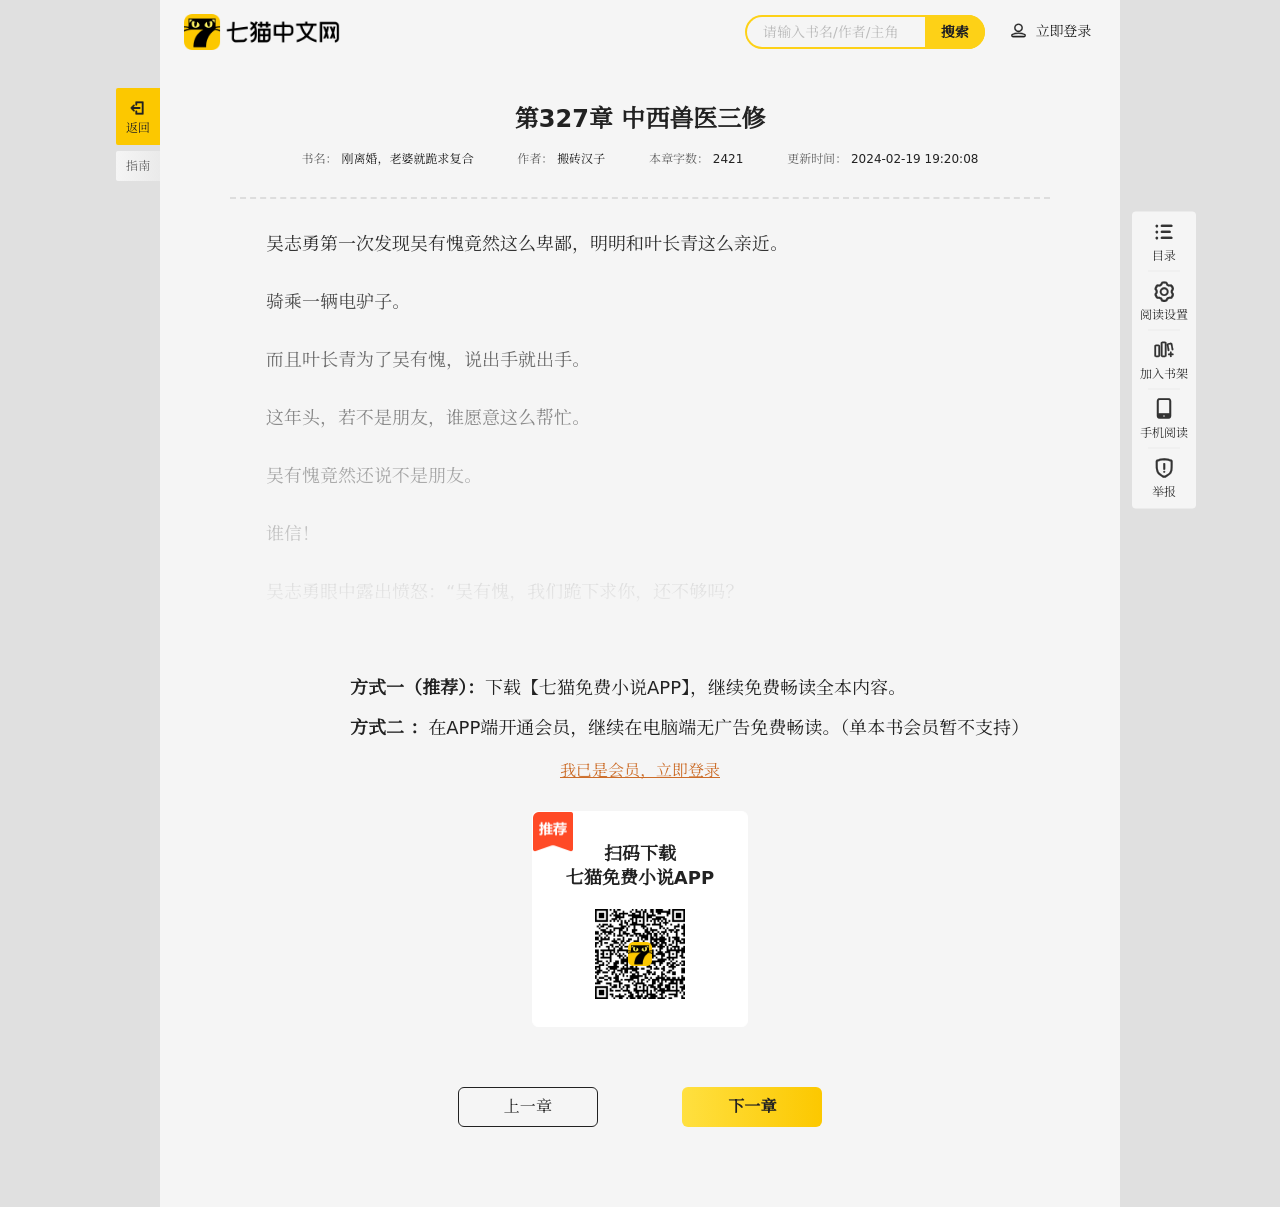 七猫中文网
请输入书名/作者/主角
搜索
立即登录
返回
指南
第327章 中西兽医三修
书名： 刚离婚，老婆就跪求复合 作者： 搬砖汉子 本章字数： 2421 更新时间： 2024-02-19 19:20:08
吴志勇第一次发现吴有愧竟然这么卑鄙，明明和叶长青这么亲近。
骑乘一辆电驴子。
而且叶长青为了吴有愧，说出手就出手。
这年头，若不是朋友，谁愿意这么帮忙。
吴有愧竟然还说不是朋友。
谁信！
吴志勇眼中露出愤怒：“吴有愧，我们跪下求你，还不够吗？
目录
阅读设置
加入书架
手机阅读
举报
方式一（推荐）：下载【七猫免费小说APP】，继续免费畅读全本内容。
方式二 ： 在APP端开通会员，继续在电脑端无广告免费畅读。（单本书会员暂不支持）
我已是会员，立即登录
推荐
扫码下载
七猫免费小说APP
上一章
下一章